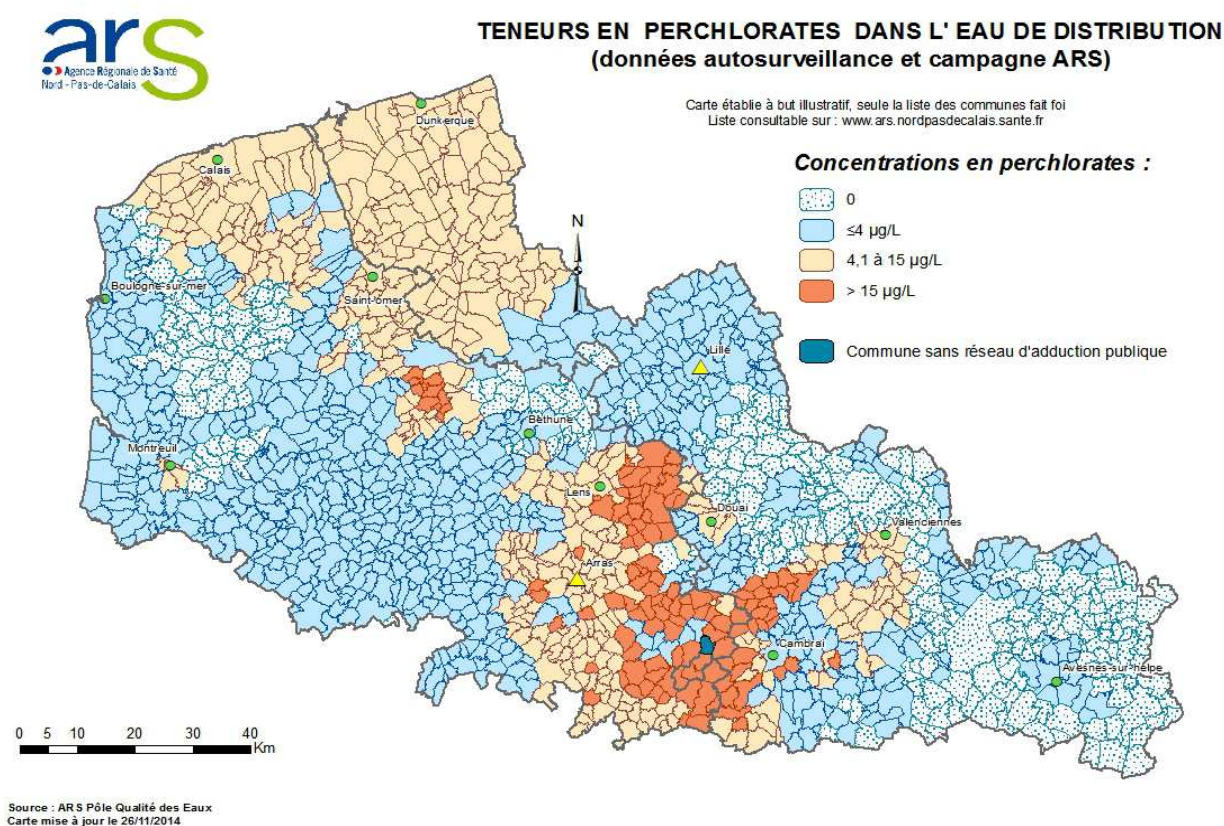 ars
Agence Régionale de Santé
Nord - Pas-de-Calais
TENEURS EN PERCHLORATES DANS L' EAU DE DISTRIBUTION
(données autosurveillance et campagne ARS)
Carte établie à but illustratif, seule la liste des communes fait foi
Liste consultable sur : www.ars.nordpasdecalais.sante.fr
Concentrations en perchlorates :
0
≤4 µg/L
4,1 à 15 µg/L
> 15 µg/L
Commune sans réseau d'adduction publique
N
Dunkerque
Calais
Boulogne-sur-mer
Saint-omer
Lille
Béthune
Montreuil
Lens
Douai
Valenciennes
Arras
Cambrai
Avesnes-sur-helpe
0 5 10 20 30 40
Km
Source : ARS Pôle Qualité des Eaux
Carte mise à jour le 26/11/2014